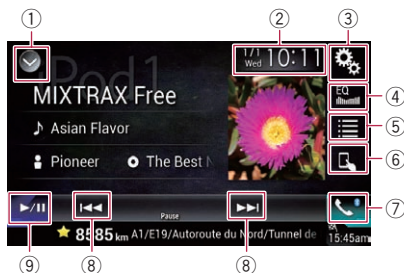 ① ② ③
iPod1
1/1 Wed 10:11
MIXTRAX Free
EQ ④
Asian Flavor
⑤
Pioneer The Best N
⑥
Pause
⑦
8585 km A1/E19/Autoroute du Nord/Tunnel de
15:45am
⑨ ⑧ ⑧